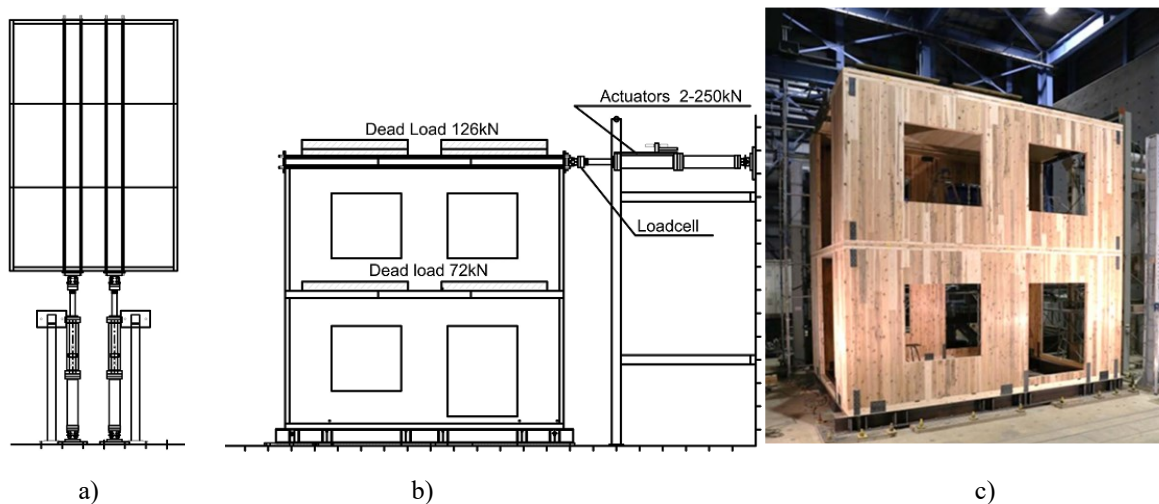 Actuators 2-250kN
Dead Load 126kN
Loadcell
Dead load 72kN
a)
b)
c)